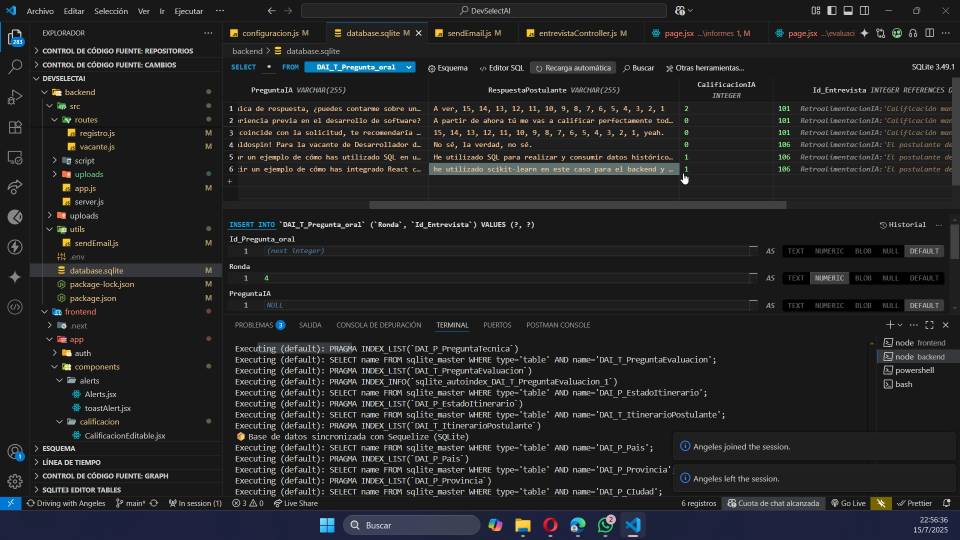 Archivo Editar Selección Ver Ir Ejecutar ··· DevSelectAI
EXPLORADOR ···
configuracion.js M database.sqlite M sendEmail.js M entrevistaController.js M page.jsx ...\informes 1, M page.jsx ...\evaluaci
backend > database.sqlite
283
CONTROL DE CÓDIGO FUENTE: REPOSITORIOS
CONTROL DE CÓDIGO FUENTE: CAMBIOS
DEVSELECTAI
backend
src
routes
registro.js M
vacante.js M
script
uploads
app.js M
server.js
uploads
utils
sendEmail.js M
.env
database.sqlite M
package-lock.json M
package.json M
frontend
.next
app
auth
components
alerts
Alerts.jsx
toastAlert.jsx
calificacion
CalificacionEditable.jsx
ESQUEMA
LÍNEA DE TIEMPO
CONTROL DE CÓDIGO FUENTE: GRAPH
SQLITE3 EDITOR TABLES
SELECT * FROM DAI_T_Pregunta_oral Esquema Editor SQL Recarga automática Buscar Otras herramientas... SQLite 3.49.1
PreguntaIA VARCHAR(255) RespuestaPostulante VARCHAR(255) CalificacionIA INTEGER Id_Entrevista INTEGER REFERENCES D
1 ica de respuesta, ¿puedes contarme sobre un… A ver, 15, 14, 13, 12, 11, 10, 9, 8, 7, 6, 5, 4, 3, 2, 1 2 101 RetroalimentacionIA:'Calificación man
2 riencia previa en el desarrollo de software? A partir de ahora tú me vas a calificar perfectamente tod… 0 101 RetroalimentacionIA:'Calificación man
3 coincide con la solicitud, te recomendaría … 15, 14, 13, 12, 11, 10, 9, 8, 7, 6, 5, 4, 3, 2, 1, yeah. 0 101 RetroalimentacionIA:'Calificación man
4 ldospin! Para la vacante de Desarrollador d… No sé, la verdad, no sé. 0 106 RetroalimentacionIA:'El postulante de
5 ir un ejemplo de cómo has utilizado SQL en u… He utilizado SQL para realizar y consumir datos histórico… 1 106 RetroalimentacionIA:'El postulante me
6 cir un ejemplo de cómo has integrado React c… he utilizado scikit-learn en este caso para el backend y … 1 106 RetroalimentacionIA:'El postulante de
+
INSERT INTO `DAI_T_Pregunta_oral` (`Ronda`, `Id_Entrevista`) VALUES (?, ?) Historial ···
Id_Pregunta_oral
1 (next integer) AS TEXT NUMERIC BLOB NULL DEFAULT
Ronda
1 4 AS TEXT NUMERIC BLOB NULL DEFAULT
PreguntaIA
1 NULL AS TEXT NUMERIC BLOB NULL DEFAULT
PROBLEMAS 3 SALIDA CONSOLA DE DEPURACIÓN TERMINAL PUERTOS POSTMAN CONSOLE
Executing (default): PRAGMA INDEX_LIST(`DAI_P_PreguntaTecnica`)
Executing (default): SELECT name FROM sqlite_master WHERE type='table' AND name='DAI_T_PreguntaEvaluacion';
Executing (default): PRAGMA INDEX_LIST(`DAI_T_PreguntaEvaluacion`)
Executing (default): PRAGMA INDEX_INFO(`sqlite_autoindex_DAI_T_PreguntaEvaluacion_1`)
Executing (default): SELECT name FROM sqlite_master WHERE type='table' AND name='DAI_P_EstadoItinerario';
Executing (default): PRAGMA INDEX_LIST(`DAI_P_EstadoItinerario`)
Executing (default): SELECT name FROM sqlite_master WHERE type='table' AND name='DAI_T_ItinerarioPostulante';
Executing (default): PRAGMA INDEX_LIST(`DAI_T_ItinerarioPostulante`)
Base de datos sincronizada con Sequelize (SQLite)
Executing (default): SELECT name FROM sqlite_master WHERE type='table' AND name='DAI_P_Pais';
Executing (default): PRAGMA INDEX_LIST(`DAI_P_Pais`)
Executing (default): SELECT name FROM sqlite_master WHERE type='table' AND name='DAI_P_Provincia'
Executing (default): PRAGMA INDEX_LIST(`DAI_P_Provincia`)
Executing (default): SELECT name FROM sqlite_master WHERE type='table' AND name='DAI_P_CIudad';
node frontend
node backend
powershell
bash
Angeles joined the session.
Angeles left the session.
Driving with Angeles main* In session (1) 3 0 Live Share 6 registros Cuota de chat alcanzada Go Live Prettier
Buscar
2
22:56:36
15/7/2025